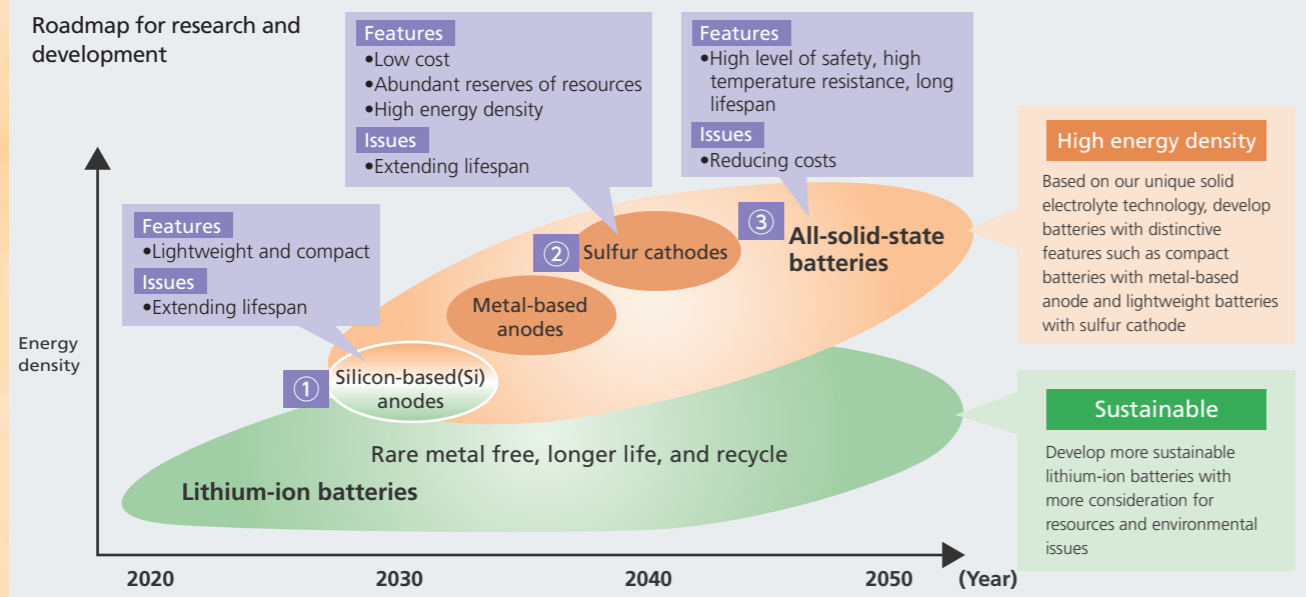 Roadmap for research and
development
Features
•Low cost
•Abundant reserves of resources
•High energy density
Issues
•Extending lifespan
Features
•High level of safety, high
temperature resistance, long
lifespan
Issues
•Reducing costs
Features
•Lightweight and compact
Issues
•Extending lifespan
Energy
density
① Silicon-based(Si)
anodes
Metal-based
anodes
② Sulfur cathodes
③ All-solid-state
batteries
Rare metal free, longer life, and recycle
Lithium-ion batteries
High energy density
Based on our unique solid
electrolyte technology, develop
batteries with distinctive
features such as compact
batteries with metal-based
anode and lightweight batteries
with sulfur cathode
Sustainable
Develop more sustainable
lithium-ion batteries with
more consideration for
resources and environmental
issues
2020 2030 2040 2050 (Year)